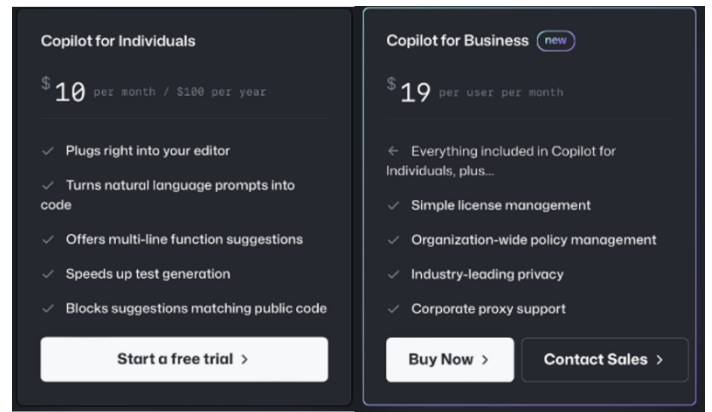 Copilot for Individuals
$10 per month / $100 per year
Plugs right into your editor
Turns natural language prompts into
code
Offers multi-line function suggestions
Speeds up test generation
Blocks suggestions matching public code
Start a free trial >
Copilot for Business new
$19 per user per month
← Everything included in Copilot for
Individuals, plus...
Simple license management
Organization-wide policy management
Industry-leading privacy
Corporate proxy support
Buy Now >
Contact Sales >